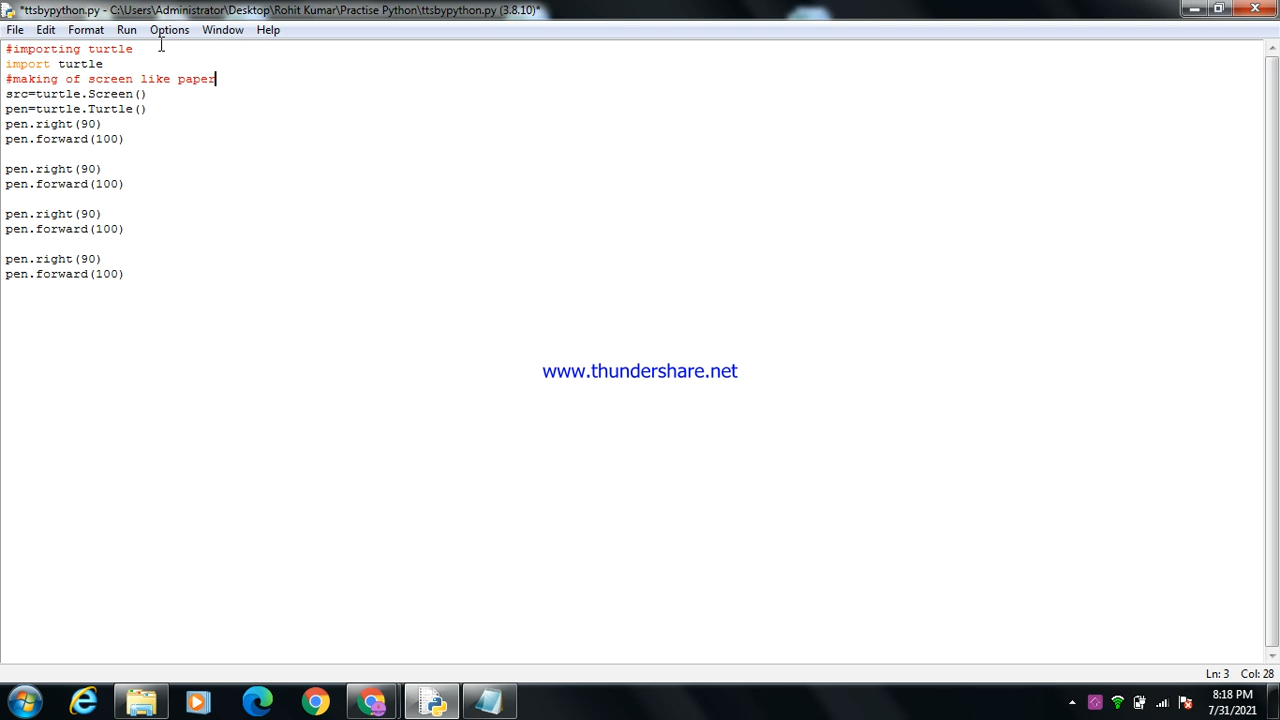 *ttsbypython.py - C:\Users\Administrator\Desktop\Rohit Kumar\Practise Python\ttsbypython.py (3.8.10)*
File Edit Format Run Options Window Help
#importing turtle
import turtle
#making of screen like paper
src=turtle.Screen()
pen=turtle.Turtle()
pen.right(90)
pen.forward(100)
pen.right(90)
pen.forward(100)
pen.right(90)
pen.forward(100)
pen.right(90)
pen.forward(100)
www.thundershare.net
Ln: 3 Col: 28
8:18 PM
7/31/2021